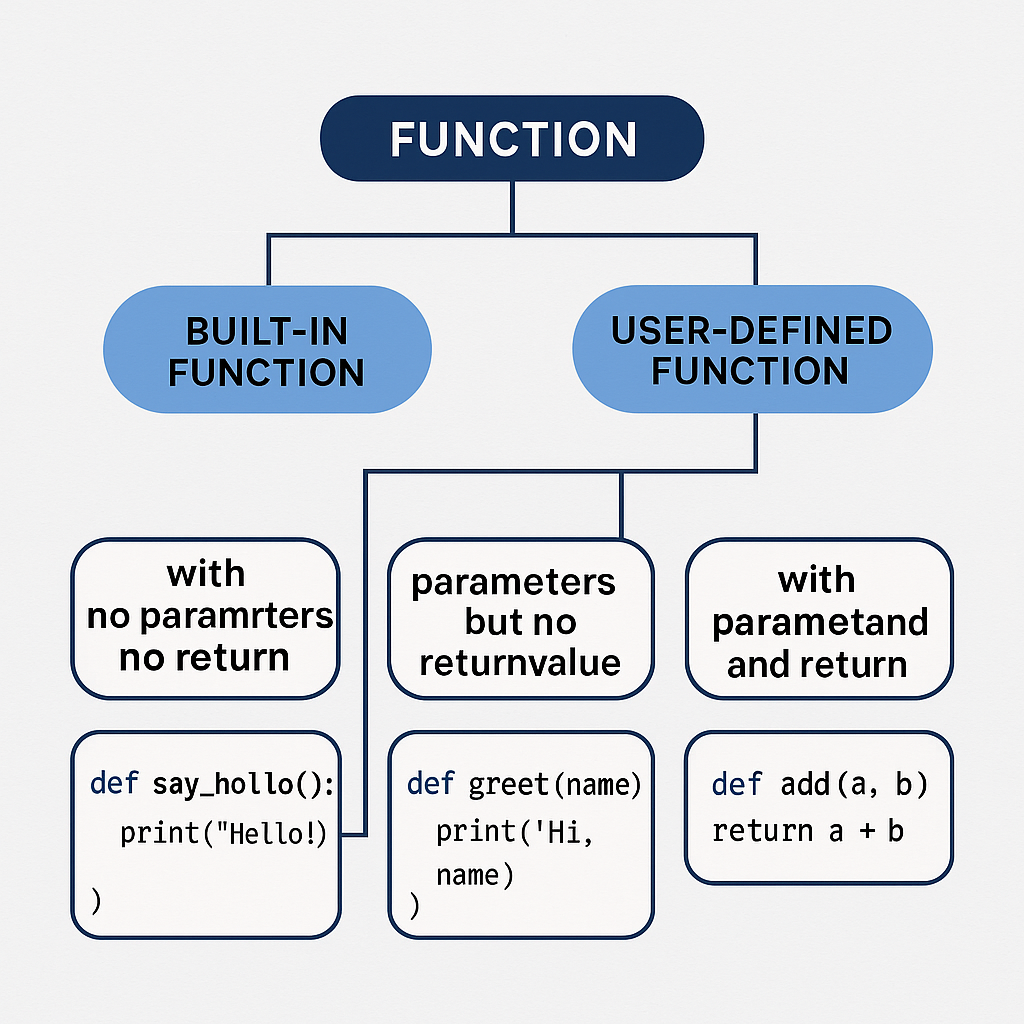 FUNCTION
BUILT-IN
FUNCTION
USER-DEFINED
FUNCTION
with
no paramrters
no return
parameters
but no
returnvalue
with
parametand
and return
def say_hollo():
print("Hello!)
)
def greet(name)
print('Hi,
name)
)
def add(a, b)
return a + b